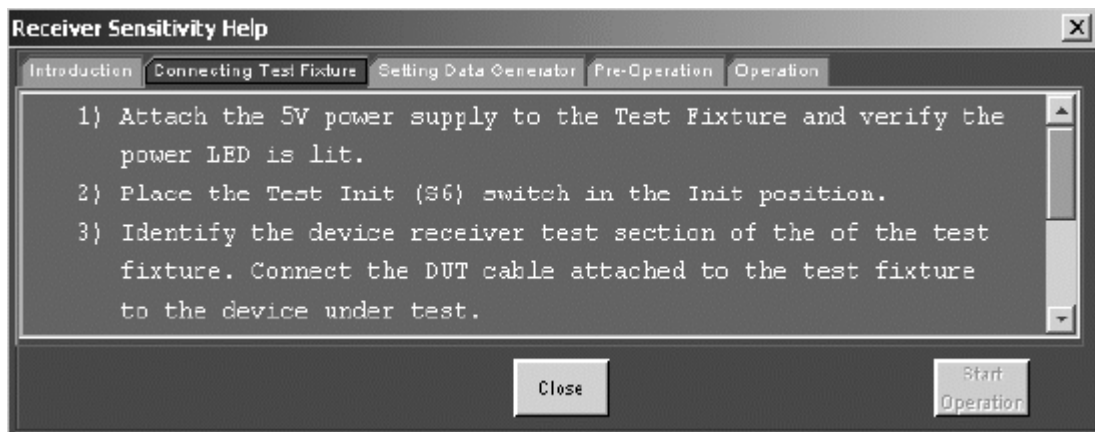 Receiver Sensitivity Help
Introduction Connecting Test Fixture Setting Data Generator Pre-Operation Operation
1) Attach the 5V power supply to the Test Fixture and verify the
power LED is lit.
2) Place the Test Init (S6) switch in the Init position.
3) Identify the device receiver test section of the of the test
fixture. Connect the DUT cable attached to the test fixture
to the device under test.
Close
Start
Operation